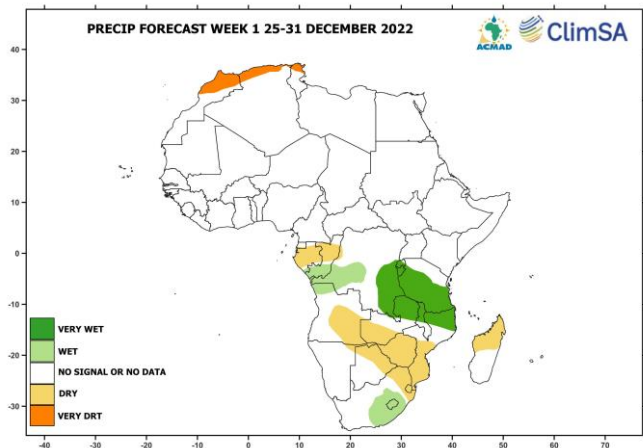 PRECIP FORECAST WEEK 1 25-31 DECEMBER 2022
ACMAD
ClimSA
40
30
20
10
0
-10
-20
-30
VERY WET
WET
NO SIGNAL OR NO DATA
DRY
VERY DRT
-40 -30 -20 -10 0 10 20 30 40 50 60 70